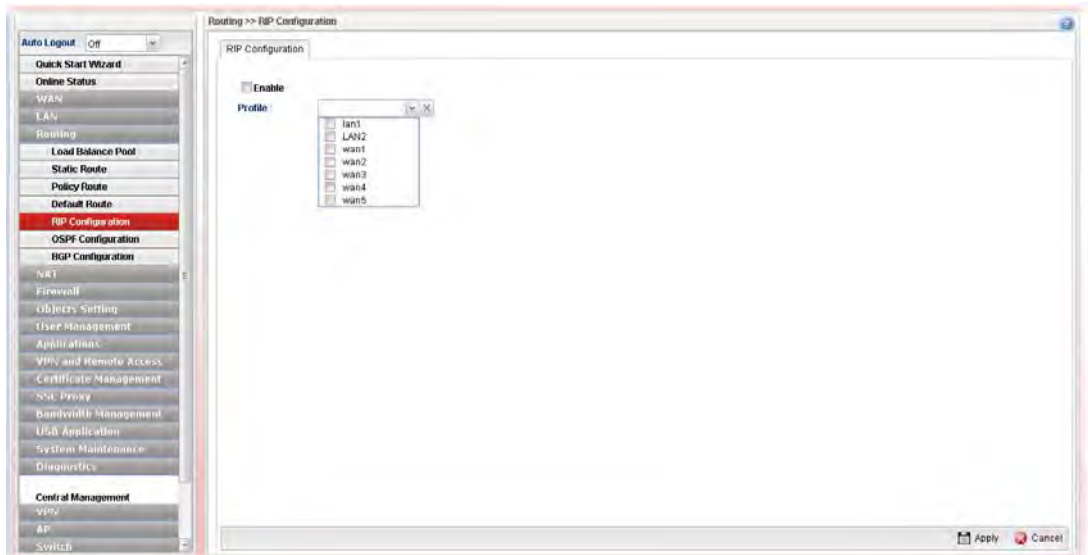 Routing >> RIP Configuration
Auto Logout : Off
Quick Start Wizard
Online Status
WAN
LAN
Routing
Load Balance Pool
Static Route
Policy Route
Default Route
RIP Configuration
OSPF Configuration
BGP Configuration
NAT
Firewall
Objects Setting
User Management
Applications
VPN and Remote Access
Certificate Management
SSL Proxy
Bandwidth Management
USB Application
System Maintenance
Diagnostics
Central Management
VPN
AP
Switch
RIP Configuration
Enable
Profile :
lan1
LAN2
wan1
wan2
wan3
wan4
wan5
Apply
Cancel